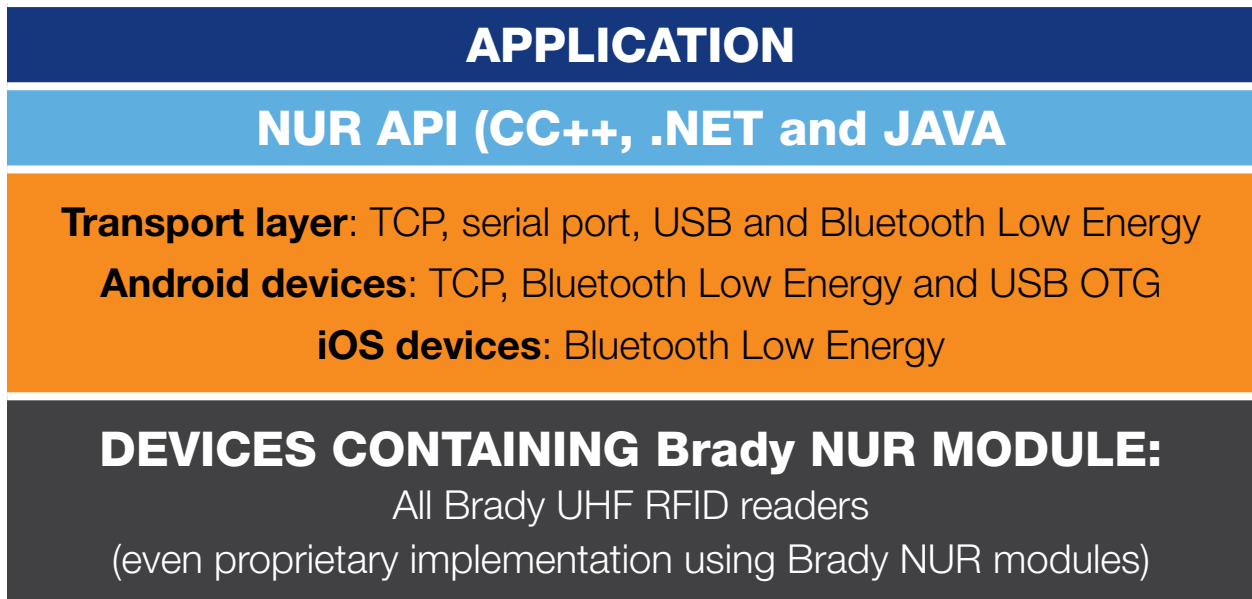 APPLICATION
NUR API (CC++, .NET and JAVA
Transport layer: TCP, serial port, USB and Bluetooth Low Energy
Android devices: TCP, Bluetooth Low Energy and USB OTG
iOS devices: Bluetooth Low Energy
DEVICES CONTAINING Brady NUR MODULE:
All Brady UHF RFID readers
(even proprietary implementation using Brady NUR modules)